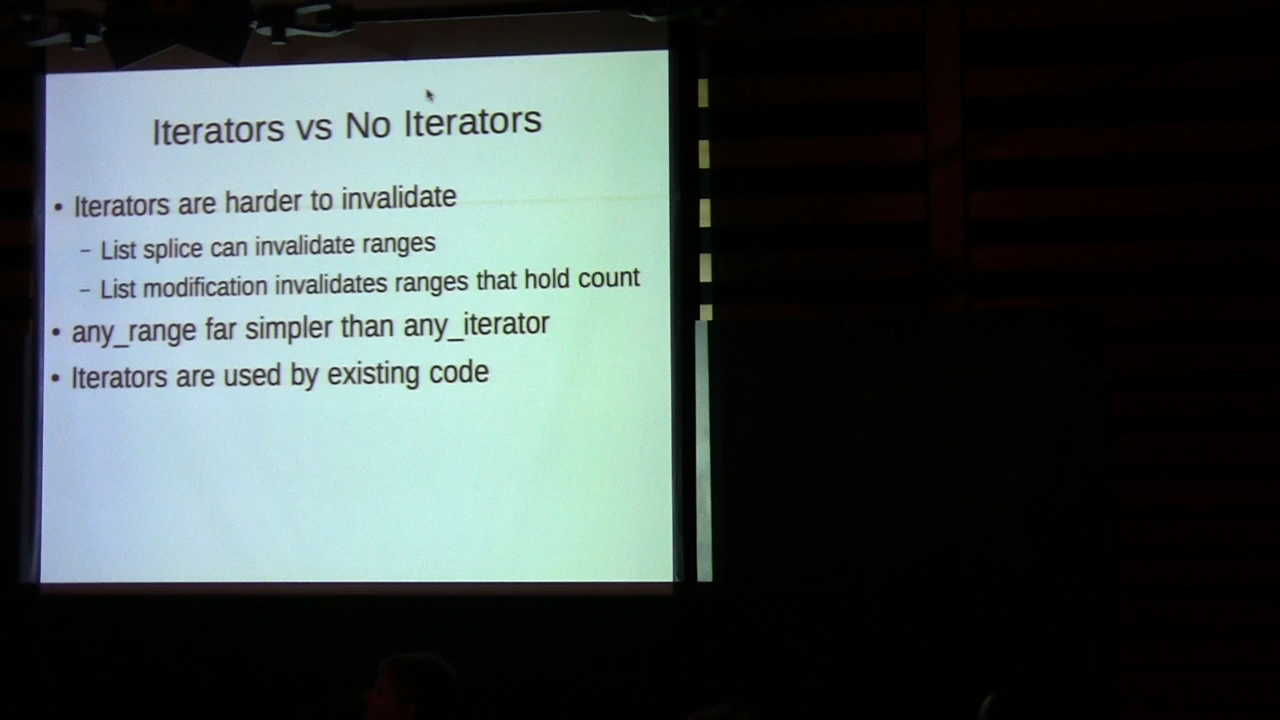 Iterators vs No Iterators
• Iterators are harder to invalidate
– List splice can invalidate ranges
– List modification invalidates ranges that hold count
• any_range far simpler than any_iterator
• Iterators are used by existing code